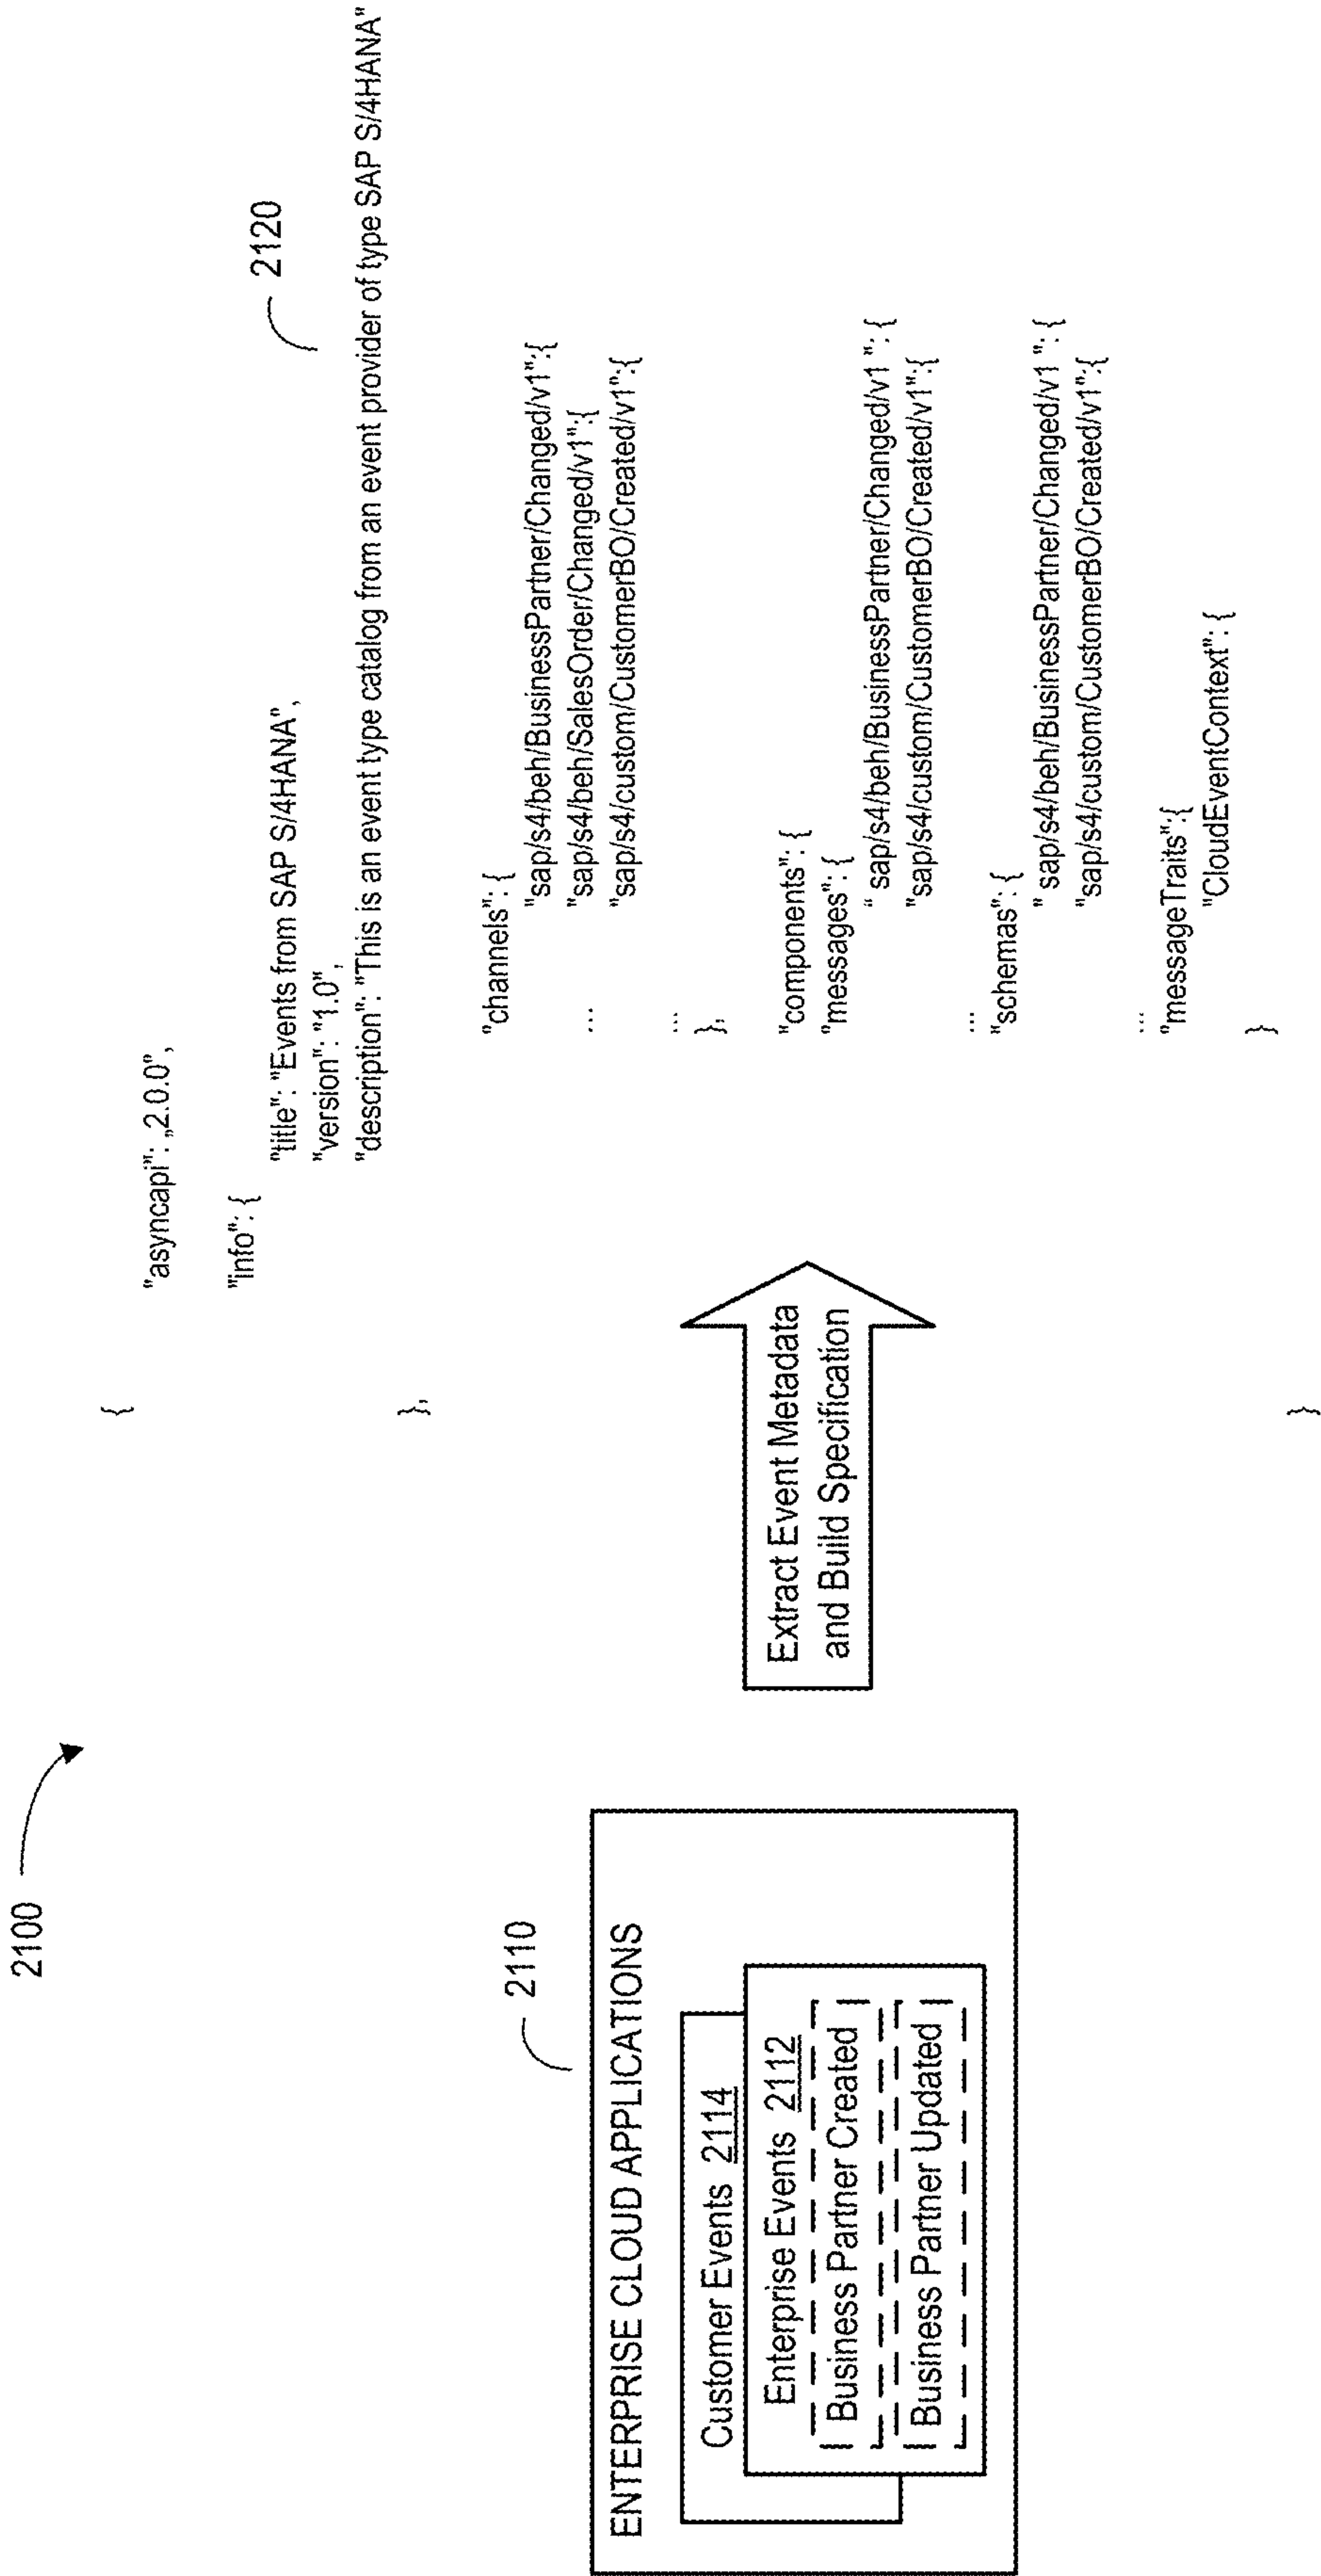 2100
2110
ENTERPRISE CLOUD APPLICATIONS
Customer Events 2114
Enterprise Events 2112
Business Partner Created
Business Partner Updated
Extract Event Metadata
and Build Specification
2120
{
"asyncapi": „2.0.0",
"info": {
"title": "Events from SAP S/4HANA",
"version": "1.0",
"description": "This is an event type catalog from an event provider of type SAP S/4HANA"
},
"channels": {
"sap/s4/beh/BusinessPartner/Changed/v1":{
"sap/s4/beh/SalesOrder/Changed/v1":{
...
"sap/s4/custom/CustomerBO/Created/v1":{
...
},
"components": {
"messages": {
“ sap/s4/beh/BusinessPartner/Changed/v1 ": {
"sap/s4/custom/CustomerBO/Created/v1":{
...
"schemas": {
" sap/s4/beh/BusinessPartner/Changed/v1 ": {
"sap/s4/custom/CustomerBO/Created/v1":{
...
"messageTraits":{
"CloudEventContext": {
}
}